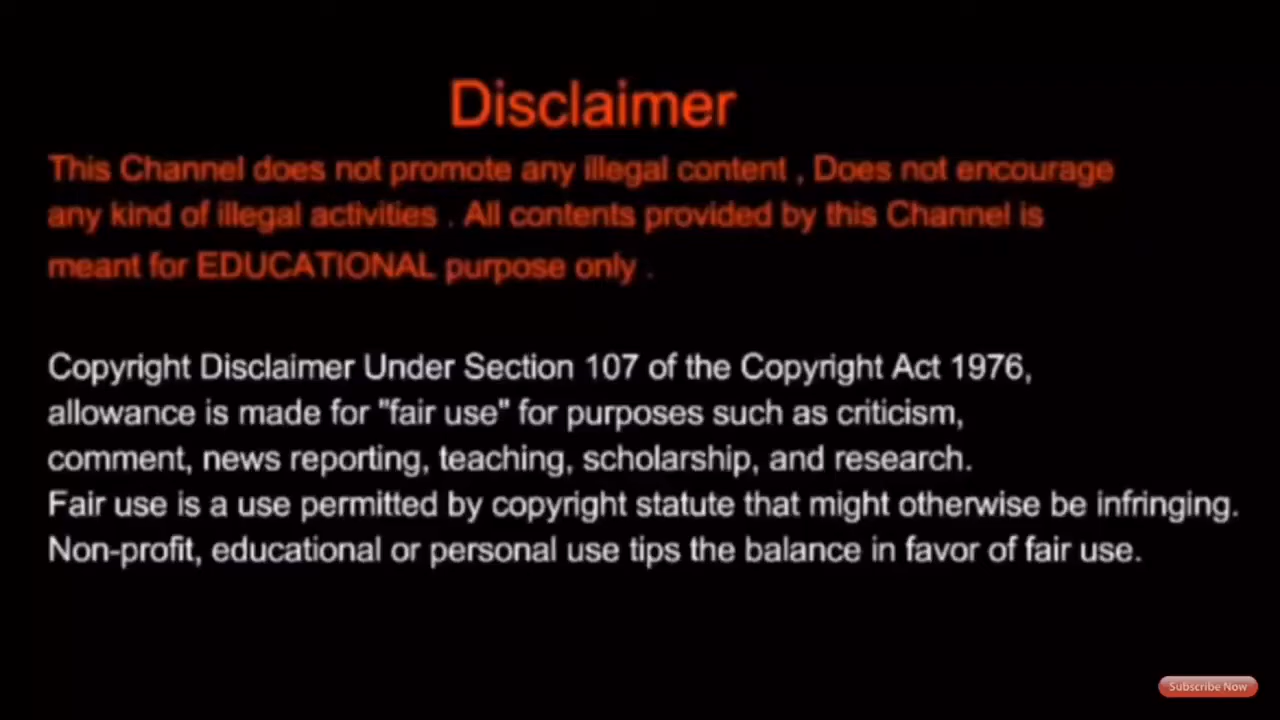 Disclaimer
This Channel does not promote any illegal content , Does not encourage
any kind of illegal activities . All contents provided by this Channel is
meant for EDUCATIONAL purpose only .
Copyright Disclaimer Under Section 107 of the Copyright Act 1976,
allowance is made for "fair use" for purposes such as criticism,
comment, news reporting, teaching, scholarship, and research.
Fair use is a use permitted by copyright statute that might otherwise be infringing.
Non-profit, educational or personal use tips the balance in favor of fair use.
Subscribe Now